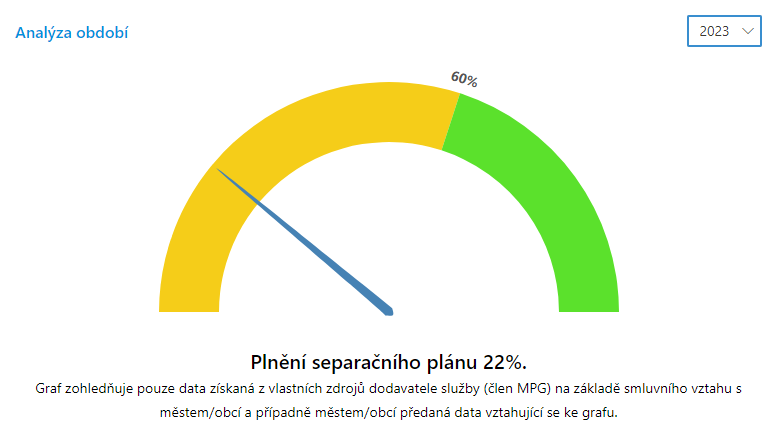 Analýza období
2023
60%
Plnění separačního plánu 22%.
Graf zohledňuje pouze data získaná z vlastních zdrojů dodavatele služby (člen MPG) na základě smluvního vztahu s
městem/obcí a případně městem/obcí předaná data vztahující se ke grafu.